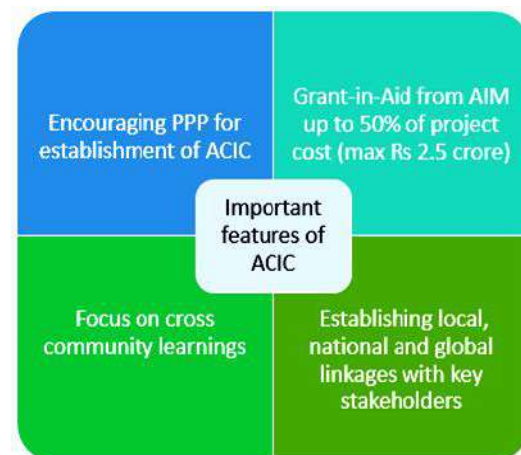 Encouraging PPP for
establishment of ACIC
Grant-in-Aid from AIM
up to 50% of project
cost (max Rs 2.5 crore)
Important
features of
ACIC
Focus on cross
community learnings
Establishing local,
national and global
linkages with key
stakeholders